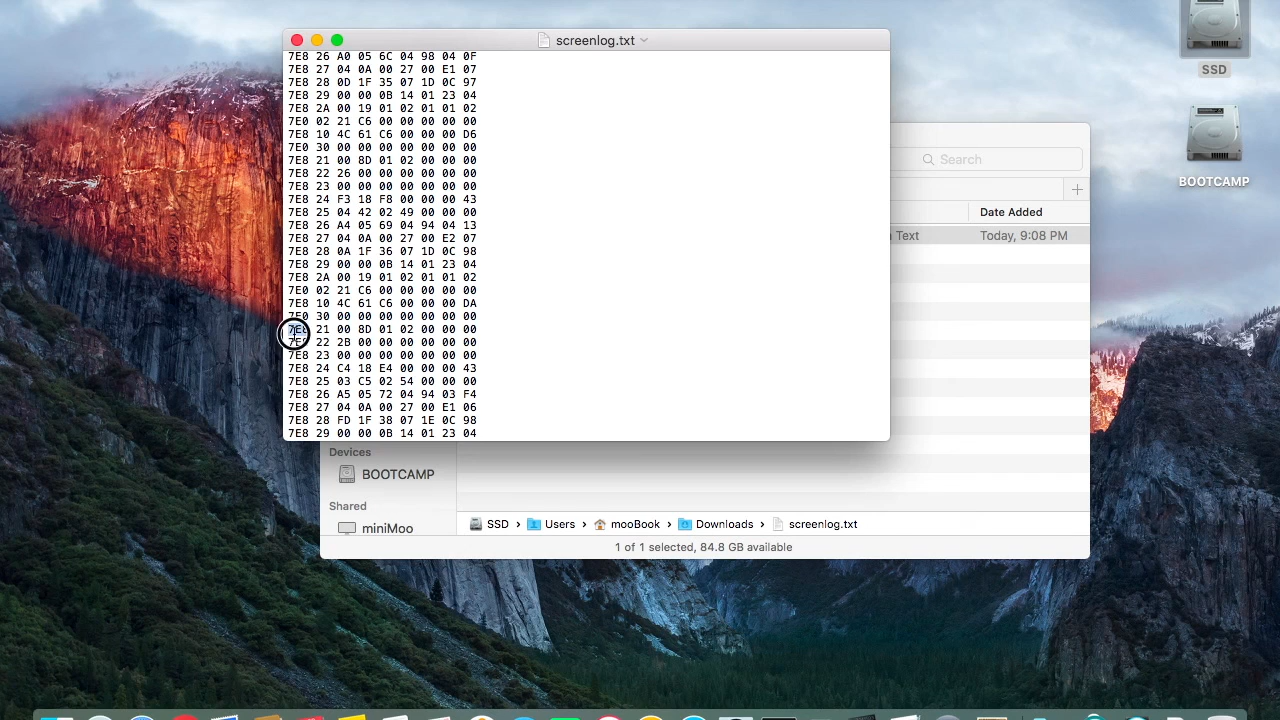 screenlog.txt
7E8 26 A0 05 6C 04 98 04 0F
7E8 27 04 0A 00 27 00 E1 07
7E8 28 0D 1F 35 07 1D 0C 97
7E8 29 00 00 0B 14 01 23 04
7E8 2A 00 19 01 02 01 01 02
7E0 02 21 C6 00 00 00 00 00
7E8 10 4C 61 C6 00 00 00 D6
7E0 30 00 00 00 00 00 00 00
7E8 21 00 8D 01 02 00 00 00
7E8 22 26 00 00 00 00 00 00
7E8 23 00 00 00 00 00 00 00
7E8 24 F3 00 00 00 43
7E8 25 04 42 02 49 00 00 00
7E8 26 A4 05 69 04 94 04 13
7E8 27 04 0A 00 27 00 E2 07
7E8 28 0A 1F 36 07 1D 0C 98
7E8 29 00 00 0B 14 01 23 04
7E8 2A 00 19 01 02 01 01 02
7E0 02 21 C6 00 00 00 00 00
7E8 10 4C 61 C6 00 00 00 DA
7E0 30 00 00 00 00 00 00 00
7E8 21 00 8D 01 02 00 00 00
22 2B 00 00 00 00 00 00
7E8 23 00 00 00 00 00 00 00
7E8 24 C4 18 00 00 00 43
7E8 25 03 C5 02 54 00 00 00
7E8 26 A5 05 72 04 94 03 F4
7E8 27 04 0A 00 27 00 E1 06
7E8 28 FD 1F 38 07 1E 0C 98
7E8 29 00 00 0B 14 01 23 04
Search
+
Date Added
Text Today, 9:08 PM
Devices
BOOTCAMP
Shared
miniMoo
SSD › Users › mooBook › Downloads › screenlog.txt
1 of 1 selected, 84.8 GB available
SSD
BOOTCAMP